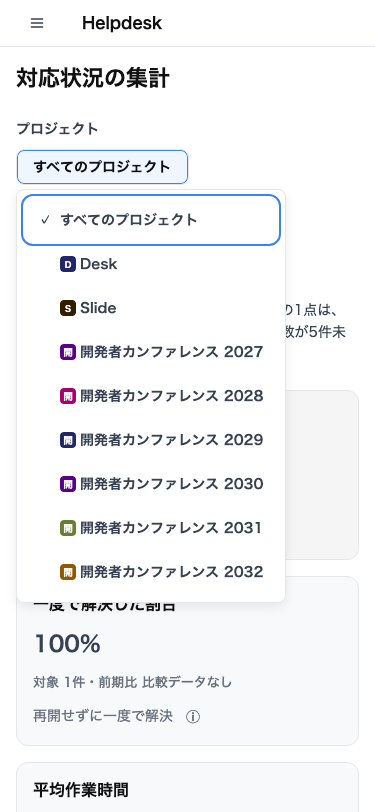 Helpdesk
対応状況の集計
プロジェクト
すべてのプロジェクト
✓ すべてのプロジェクト
D Desk
S Slide
開 開発者カンファレンス 2027
開 開発者カンファレンス 2028
開 開発者カンファレンス 2029
開 開発者カンファレンス 2030
開 開発者カンファレンス 2031
開 開発者カンファレンス 2032
の1点は、
数が5件未
一度で解決した割合
100%
対象 1件・前期比 比較データなし
再開せずに一度で解決
平均作業時間